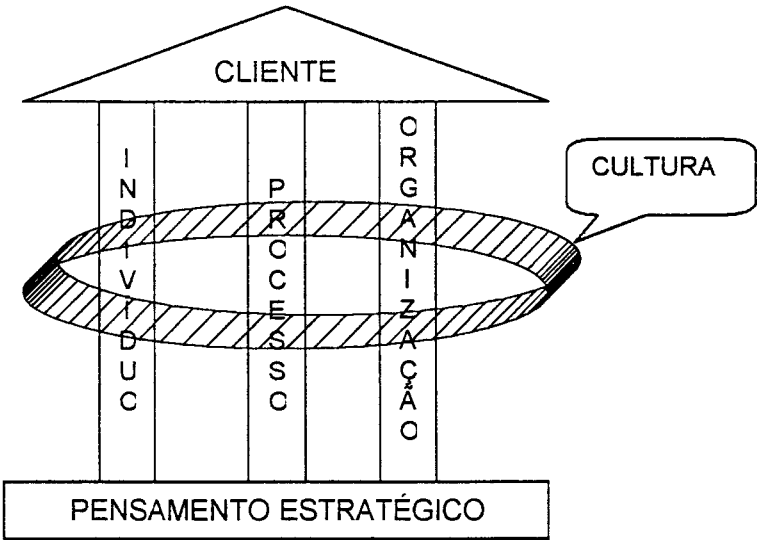 CLIENTE
INDIVÍDUO
PROCESSO
ORGANIZAÇÃO
CULTURA
PENSAMENTO ESTRATÉGICO